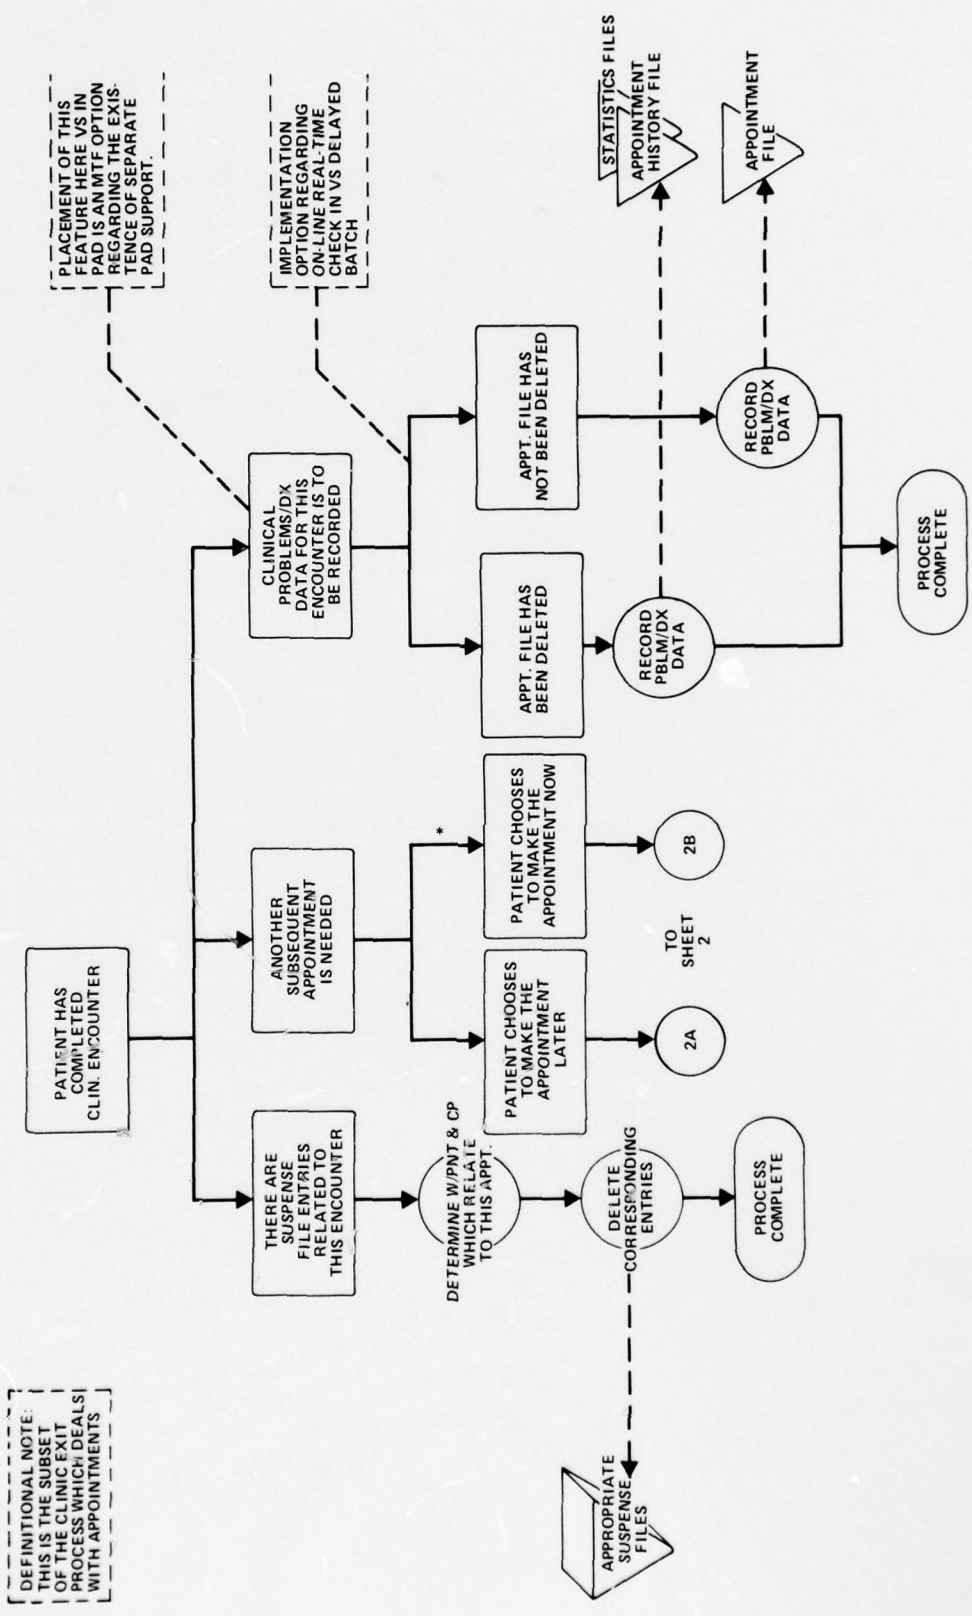 DEFINITIONAL NOTE:
THIS IS THE SUBSET
OF THE CLINIC EXIT
PROCESS WHICH DEALS
WITH APPOINTMENTS
PATIENT HAS
COMPLETED
CLIN. ENCOUNTER
PLACEMENT OF THIS
FEATURE HERE VS IN
PAD IS AN MTF OPTION
REGARDING THE EXIS-
TENCE OF SEPARATE
PAD SUPPORT.
THERE ARE
SUSPENSE
FILE ENTRIES
RELATED TO
THIS ENCOUNTER
ANOTHER
SUBSEQUENT
APPOINTMENT
IS NEEDED
CLINICAL
PROBLEMS/DX
DATA FOR THIS
ENCOUNTER IS TO
BE RECORDED
IMPLEMENTATION
OPTION REGARDING
ON-LINE REAL-TIME
CHECK IN VS DELAYED
BATCH
DETERMINE W/PNT & CP
WHICH RELATE
TO THIS APPT.
*
PATIENT CHOOSES
TO MAKE THE
APPOINTMENT
LATER
PATIENT CHOOSES
TO MAKE THE
APPOINTMENT NOW
APPT. FILE HAS
BEEN DELETED
APPT. FILE HAS
NOT BEEN DELETED
APPROPRIATE
SUSPENSE
FILES
DELETE
CORRESPONDING
ENTRIES
2A
TO
SHEET
2
2B
RECORD
PBLM/DX
DATA
STATISTICS FILES
APPOINTMENT
HISTORY FILE
PROCESS
COMPLETE
RECORD
PBLM/DX
DATA
APPOINTMENT
FILE
PROCESS
COMPLETE